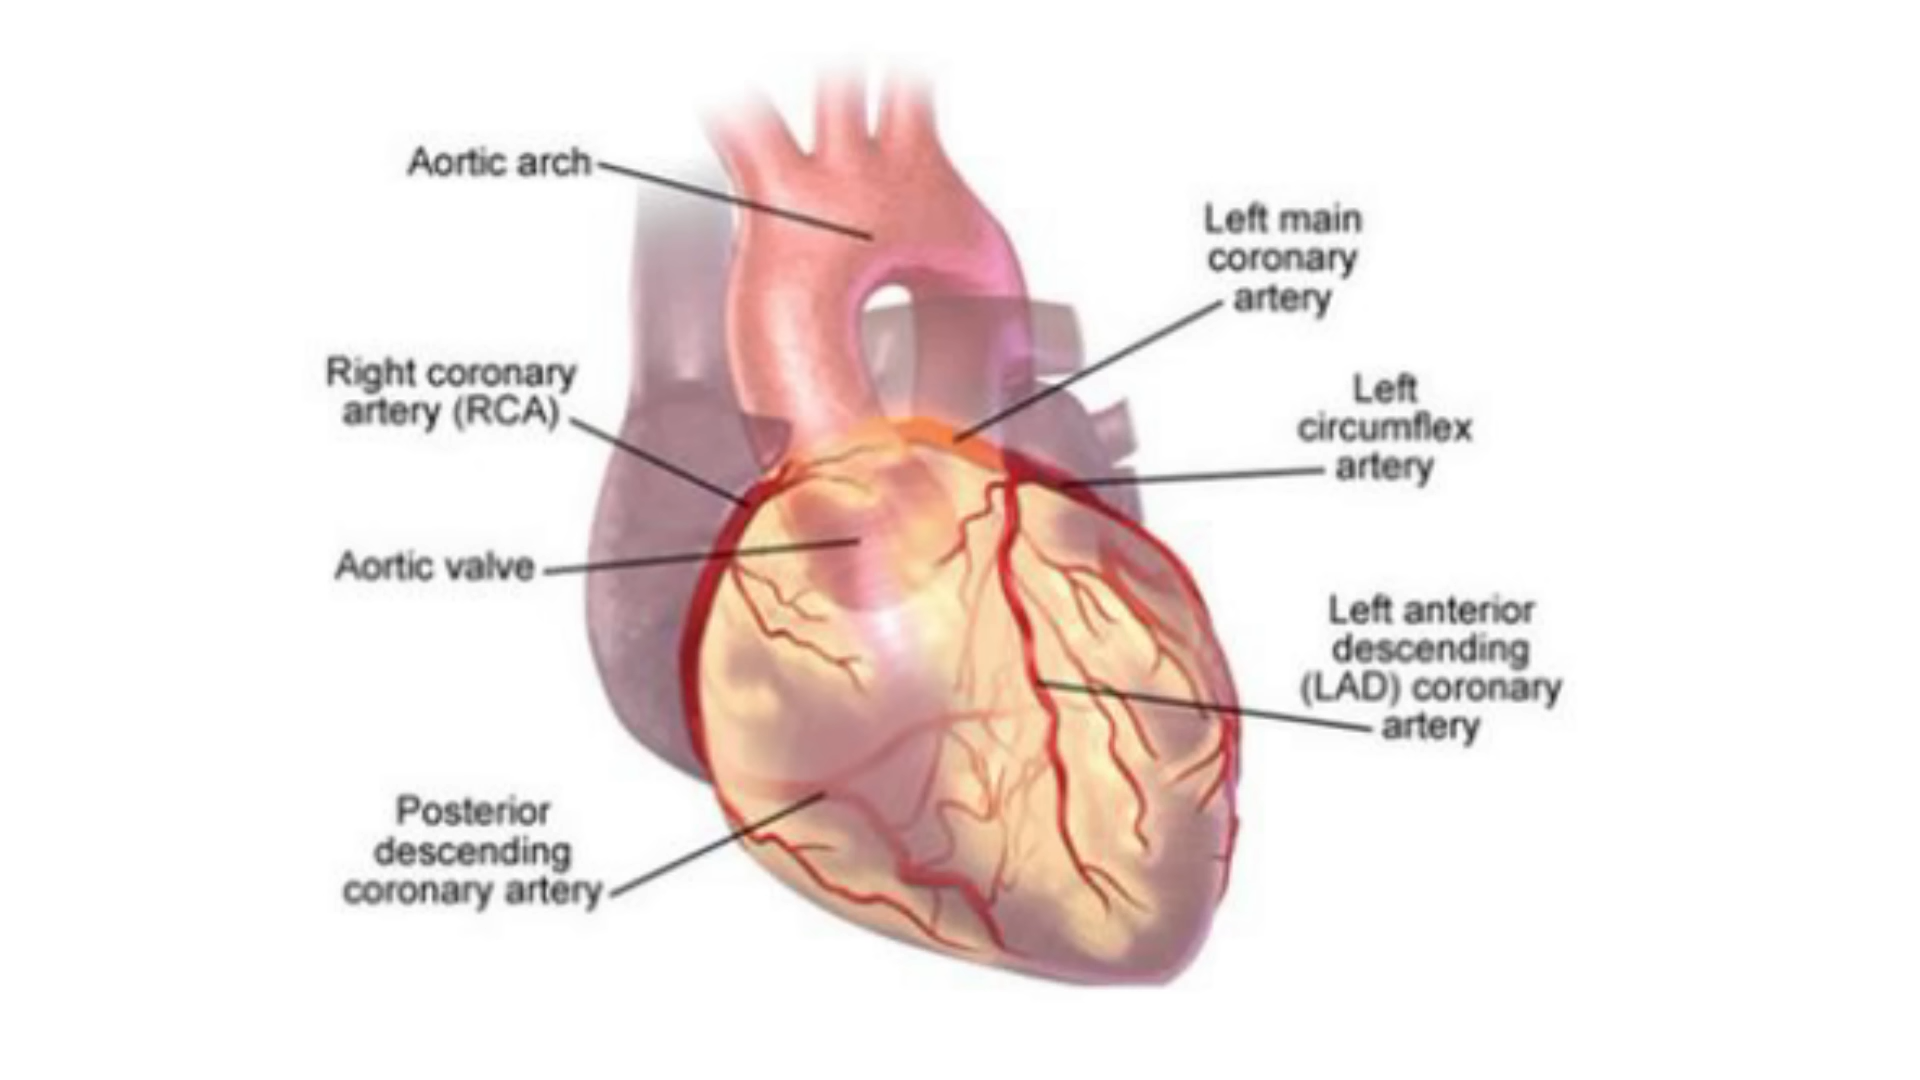 Aortic arch
Left main
coronary
artery
Right coronary
artery (RCA)
Left
circumflex
artery
Aortic valve
Left anterior
descending
(LAD) coronary
artery
Posterior
descending
coronary artery